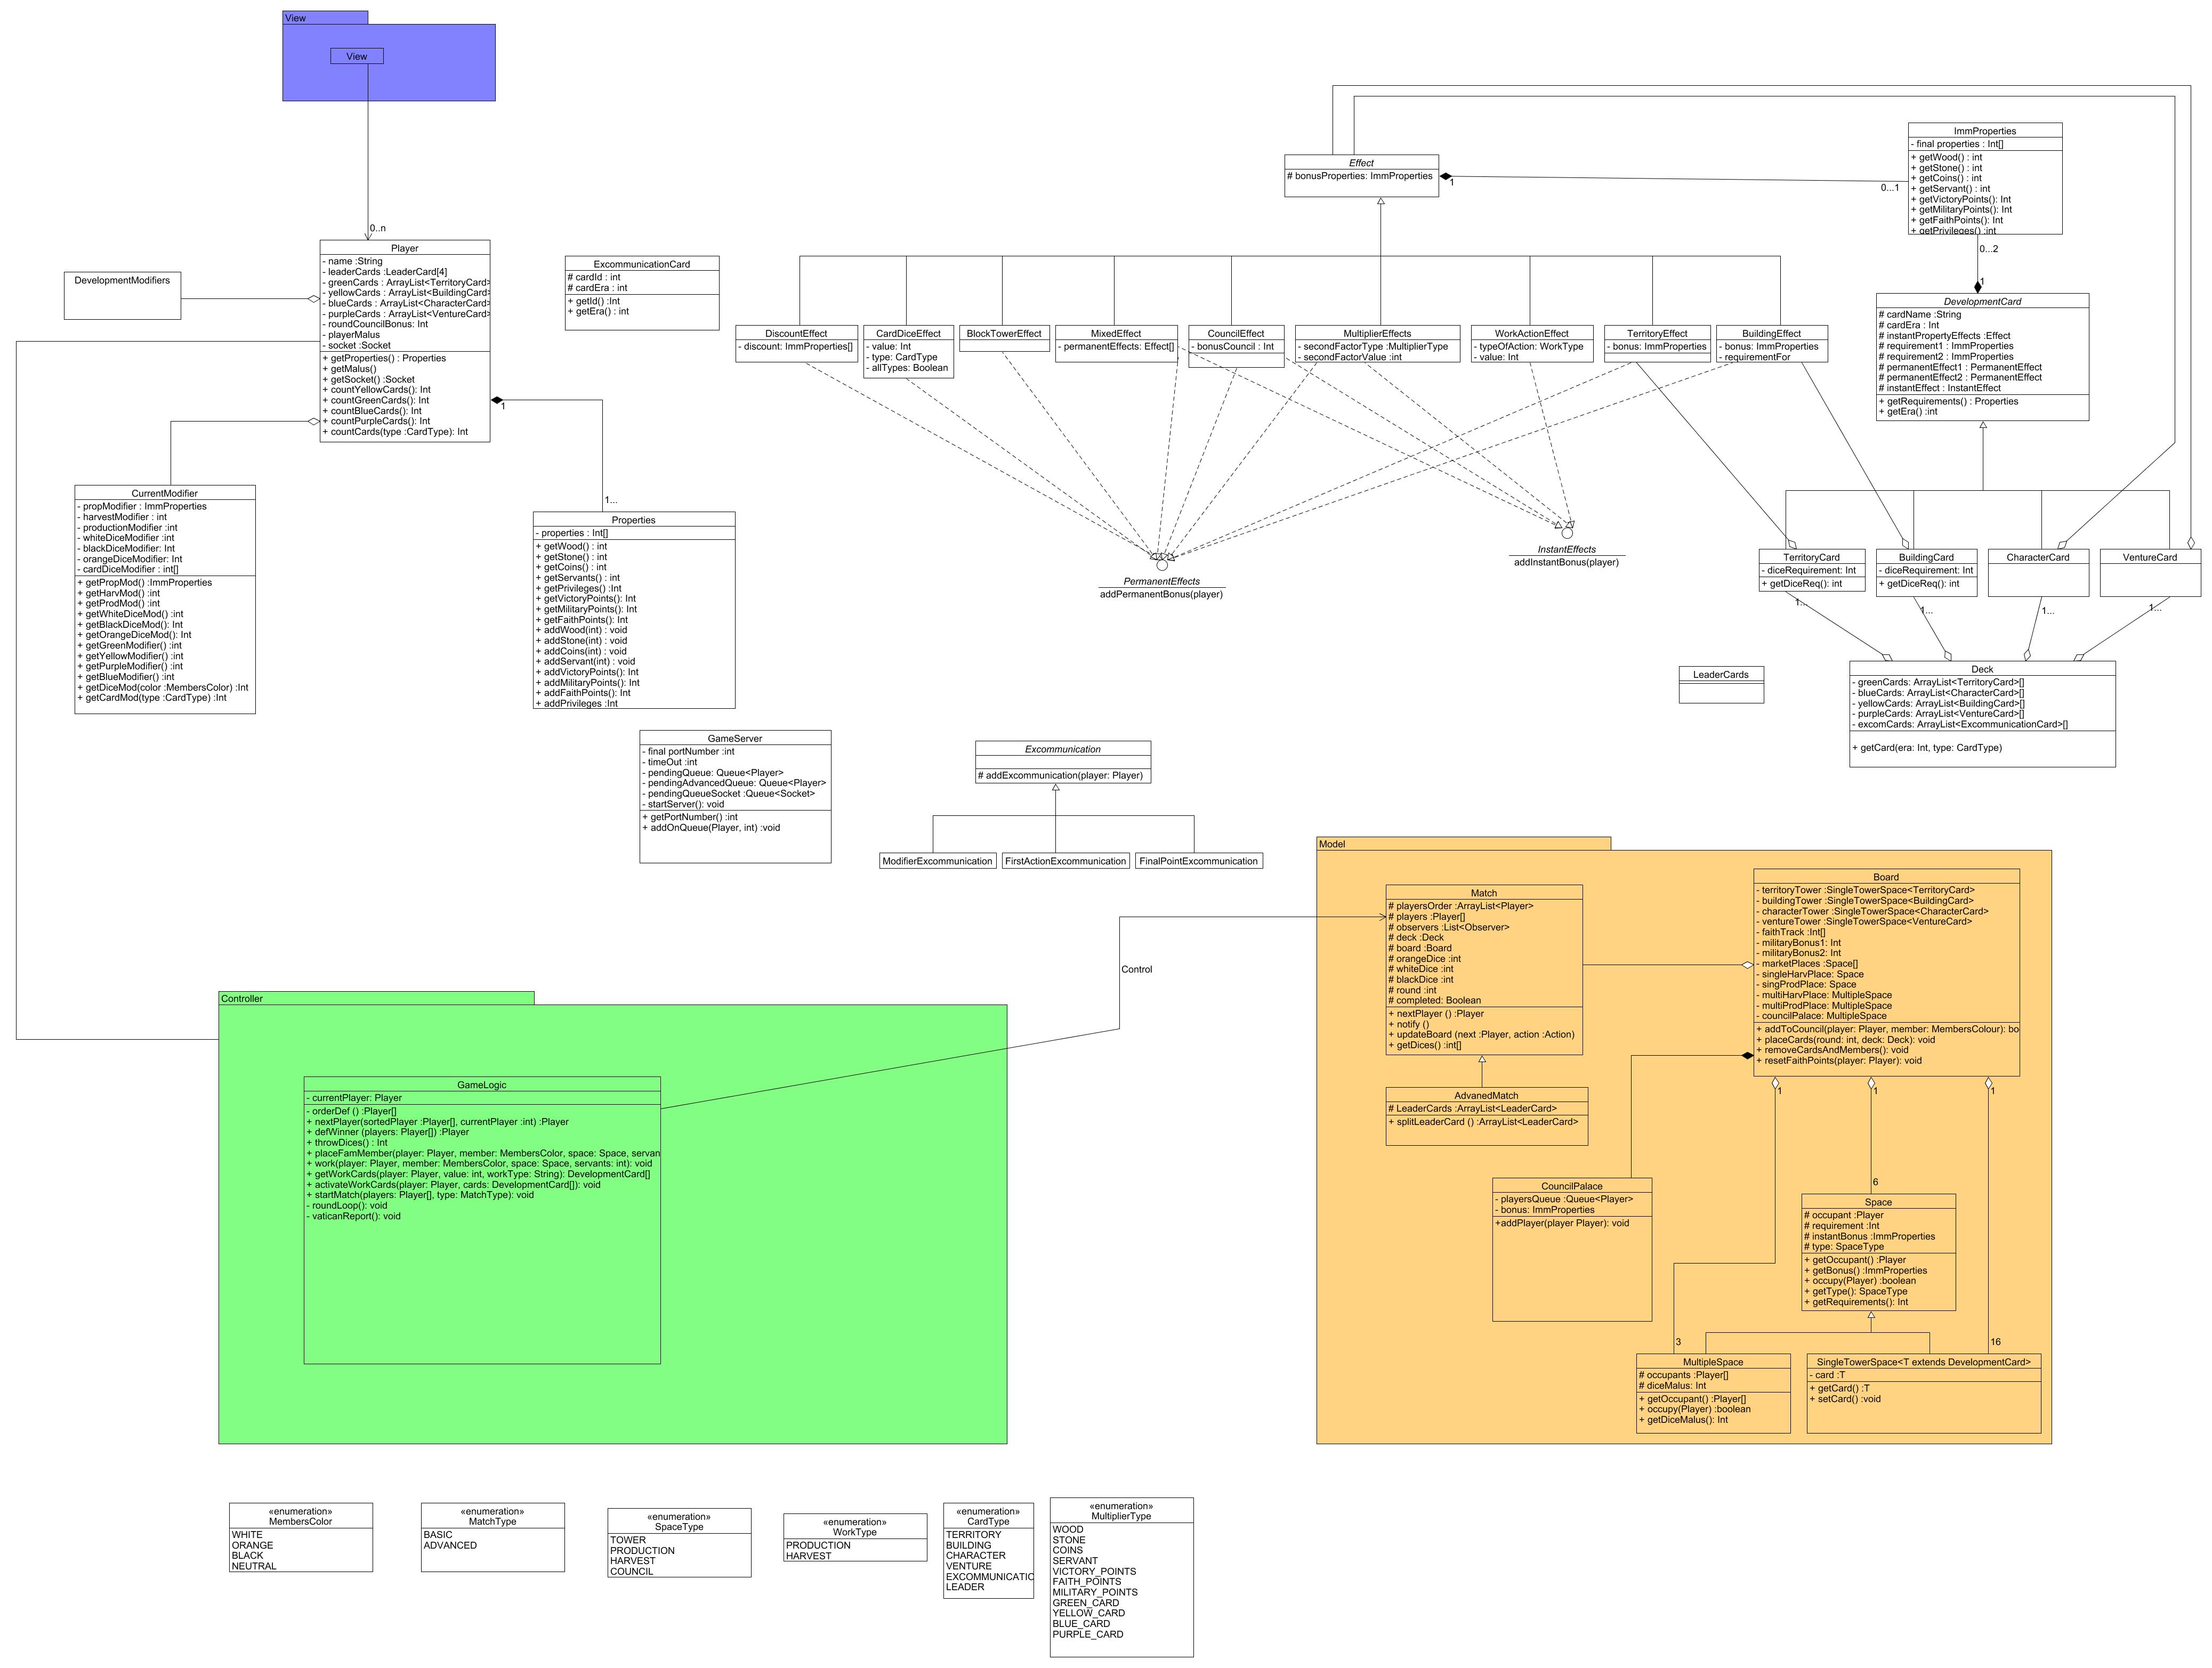 View
View
0..n
Player
- name :String
- leaderCards :LeaderCard[4]
- greenCards : ArrayList<TerritoryCard>
- yellowCards : ArrayList<BuildingCard>
- blueCards : ArrayList<CharacterCard>
- purpleCards : ArrayList<VentureCard>
- roundCouncilBonus: Int
- playerMalus
- socket :Socket
+ getProperties() : Properties
+ getMalus()
+ getSocket() :Socket
+ countYellowCards(): Int
+ countGreenCards(): Int
+ countBlueCards(): Int
+ countPurpleCards(): Int
+ countCards(type :CardType): Int
DevelopmentModifiers
1
1...
CurrentModifier
- propModifier : ImmProperties
- harvestModifier : int
- productionModifier :int
- whiteDiceModifier :int
- blackDiceModifier: Int
- orangeDiceModifier: Int
- cardDiceModifier : int[]
+ getPropMod() :ImmProperties
+ getHarvMod() : int
+ getProdMod() : int
+ getWhiteDiceMod() : int
+ getBlackDiceMod(): Int
+ getOrangeDiceMod(): Int
+ getGreenModifier() :int
+ getYellowModifier() :int
+ getPurpleModifier() :int
+ getBlueModifier() :int
+ getDiceMod(color :MembersColor) :Int
+ getCardMod(type :CardType) :Int
ExcommunicationCard
# cardId : int
# cardEra : int
+ getId() :Int
+ getEra() : int
Properties
- properties : Int[]
+ getWood() : int
+ getStone() : int
+ getCoins() : int
+ getServants() : int
+ getPrivileges() :Int
+ getVictoryPoints(): Int
+ getMilitaryPoints(): Int
+ getFaithPoints(): Int
+ addWood(int) : void
+ addStone(int) : void
+ addCoins(int) : void
+ addServant(int) : void
+ addVictoryPoints(): Int
+ addMilitaryPoints(): Int
+ addFaithPoints(): Int
+ addPrivileges :Int
Effect
# bonusProperties: ImmProperties
1
0...1
ImmProperties
- final properties : Int[]
+ getWood() : int
+ getStone() : int
+ getCoins() : int
+ getServant() : int
+ getVictoryPoints(): Int
+ getMilitaryPoints(): Int
+ getFaithPoints(): Int
+ getPrivileges() :int
0...2
1
DevelopmentCard
# cardName :String
# cardEra : Int
# instantPropertyEffects :Effect
# requirement1 : ImmProperties
# requirement2 : ImmProperties
# permanentEffect1 : PermanentEffect
# permanentEffect2 : PermanentEffect
# instantEffect : InstantEffect
+ getRequirements() : Properties
+ getEra() :int
DiscountEffect
- discount: ImmProperties[]
CardDiceEffect
- value: Int
- type: CardType
- allTypes: Boolean
BlockTowerEffect
MixedEffect
- permanentEffects: Effect[]
CouncilEffect
- bonusCouncil : Int
MultiplierEffects
- secondFactorType :MultiplierType
- secondFactorValue :int
WorkActionEffect
- typeOfAction: WorkType
- value: Int
TerritoryEffect
- bonus: ImmProperties
BuildingEffect
- bonus: ImmProperties
- requirementFor
PermanentEffects
addPermanentBonus(player)
InstantEffects
addInstantBonus(player)
TerritoryCard
- diceRequirement: Int
+ getDiceReq(): int
BuildingCard
- diceRequirement: Int
+ getDiceReq(): int
CharacterCard
VentureCard
1...
1...
1...
1...
LeaderCards
Deck
- greenCards: ArrayList<TerritoryCard>[]
- blueCards: ArrayList<CharacterCard>[]
- yellowCards: ArrayList<BuildingCard>[]
- purpleCards: ArrayList<VentureCard>[]
- excomCards: ArrayList<ExcommunicationCard>[]
+ getCard(era: Int, type: CardType)
GameServer
- final portNumber :int
- timeOut :int
- pendingQueue: Queue<Player>
- pendingAdvancedQueue: Queue<Player>
- pendingQueueSocket :Queue<Socket>
- startServer(): void
+ getPortNumber() :int
+ addOnQueue(Player, int) :void
Excommunication
# addExcommunication(player: Player)
ModifierExcommunication
FirstActionExcommunication
FinalPointExcommunication
Control
Model
Match
# playersOrder :ArrayList<Player>
# players :Player[]
# observers :List<Observer>
# deck :Deck
# board :Board
# orangeDice :int
# whiteDice :int
# blackDice :int
# round :int
# completed: Boolean
+ nextPlayer () :Player
+ notify ()
+ updateBoard (next :Player, action :Action)
+ getDices() :int[]
AdvanedMatch
# LeaderCards :ArrayList<LeaderCard>
+ splitLeaderCard () :ArrayList<LeaderCard>
Board
- territoryTower :SingleTowerSpace<TerritoryCard>
- buildingTower :SingleTowerSpace<BuildingCard>
- characterTower :SingleTowerSpace<CharacterCard>
- ventureTower :SingleTowerSpace<VentureCard>
- faithTrack :Int[]
- militaryBonus1: Int
- militaryBonus2: Int
- marketPlaces :Space[]
- singleHarvPlace: Space
- singProdPlace: Space
- multiHarvPlace: MultipleSpace
- multiProdPlace: MultipleSpace
- councilPalace: MultipleSpace
+ addToCouncil(player: Player, member: MembersColour): bo
+ placeCards(round: int, deck: Deck): void
+ removeCardsAndMembers(): void
+ resetFaithPoints(player: Player): void
1
1
1
CouncilPalace
- playersQueue :Queue<Player>
- bonus: ImmProperties
+addPlayer(player Player): void
6
Space
# occupant :Player
# requirement :Int
# instantBonus :ImmProperties
# type: SpaceType
+ getOccupant() :Player
+ getBonus() :ImmProperties
+ occupy(Player) :boolean
+ getType(): SpaceType
+ getRequirements(): Int
3
16
MultipleSpace
# occupants :Player[]
# diceMalus: Int
+ getOccupant() :Player[]
+ occupy(Player) :boolean
+ getDiceMalus(): Int
SingleTowerSpace<T extends DevelopmentCard>
- card :T
+ getCard() :T
+ setCard() :void
Controller
GameLogic
- currentPlayer: Player
- orderDef () :Player[]
+ nextPlayer(sortedPlayer :Player[], currentPlayer :int) :Player
+ defWinner (players: Player[]) :Player
+ throwDices() : Int
+ placeFamMember(player: Player, member: MembersColor, space: Space, servan
+ work(player: Player, member: MembersColor, space: Space, servants: int): void
+ getWorkCards(player: Player, value: int, workType: String): DevelopmentCard[]
+ activateWorkCards(player: Player, cards: DevelopmentCard[]): void
+ startMatch(players: Player[], type: MatchType): void
- roundLoop(): void
- vaticanReport(): void
«enumeration»
MembersColor
WHITE
ORANGE
BLACK
NEUTRAL
«enumeration»
MatchType
BASIC
ADVANCED
«enumeration»
SpaceType
TOWER
PRODUCTION
HARVEST
COUNCIL
«enumeration»
WorkType
PRODUCTION
HARVEST
«enumeration»
CardType
TERRITORY
BUILDING
CHARACTER
VENTURE
EXCOMMUNICATIO
LEADER
«enumeration»
MultiplierType
WOOD
STONE
COINS
SERVANT
VICTORY_POINTS
FAITH_POINTS
MILITARY_POINTS
GREEN_CARD
YELLOW_CARD
BLUE_CARD
PURPLE_CARD